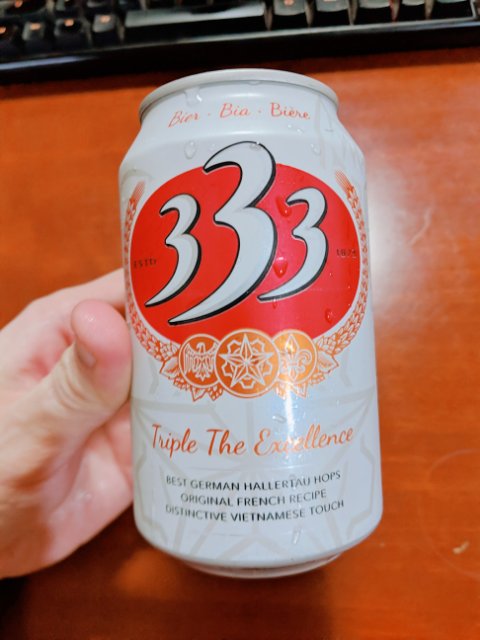 Bier - Bia - Bière
333
ESTD
1875
Triple The Excellence
BEST GERMAN HALLERTAU HOPS
ORIGINAL FRENCH RECIPE
DISTINCTIVE VIETNAMESE TOUCH